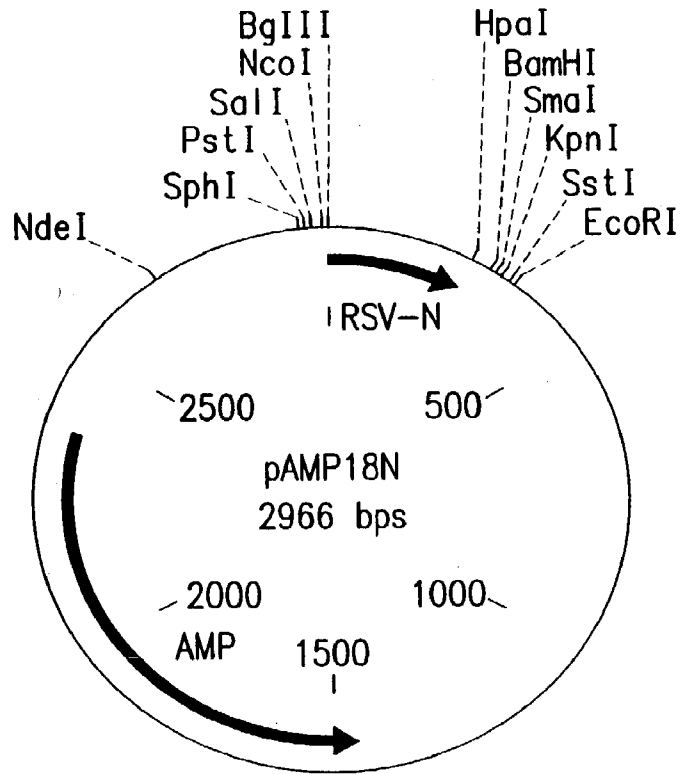 BglII
NcoI
SalI
PstI
SphI
NdeI
HpaI
BamHI
SmaI
KpnI
SstI
EcoRI
RSV-N
2500
500
pAMP18N
2966 bps
2000
1000
AMP
1500